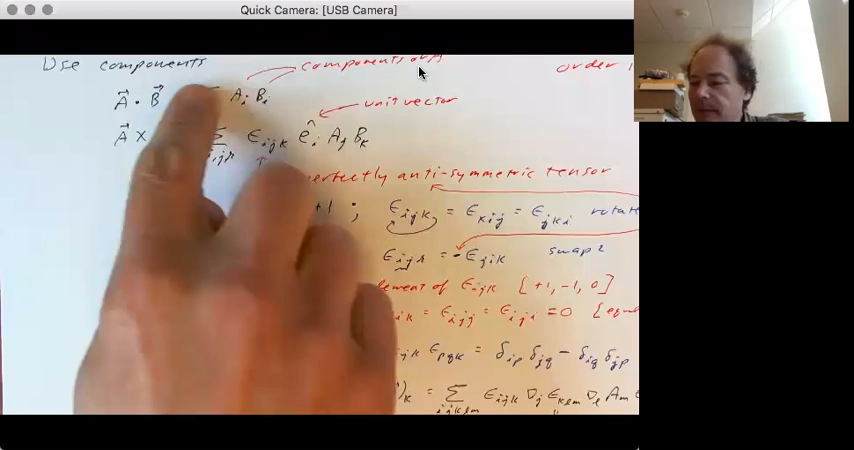 Quick Camera: [USB Camera]
Use components components of order
A⃗ · B⃗ A_i B_i
unit vector
A⃗ × Σ ε_ijk ê_i A_j B_k
perfectly anti-symmetric tensor
+1 ; ε_ijk = ε_kij = ε_jki rotate
ε_ijk = -ε_jik swap 2
element of ε_ijk [+1, -1, 0]
ε_ijj = ε_iji = 0 [equal
ε_pqk = δ_ip δ_jq - δ_iq δ_jp
)_k = Σ ε_ijk ∇_j ε_klm ∇_l A_m
ijklm